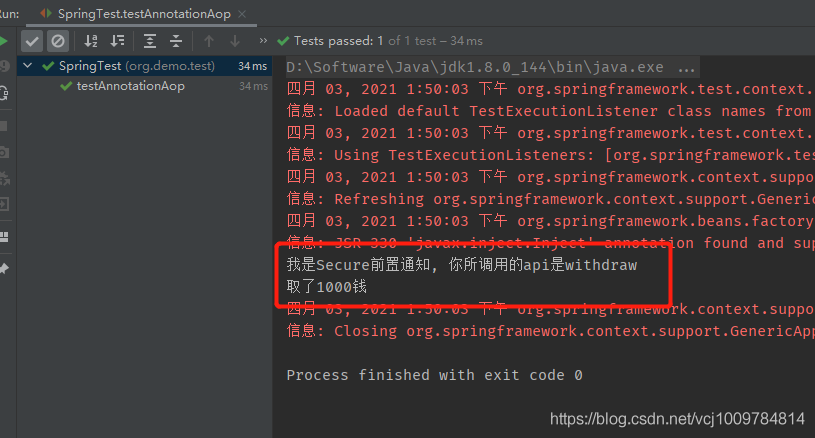 Run:
SpringTest.testAnnotationAop
Tests passed: 1 of 1 test – 34 ms
SpringTest (org.demo.test) 34 ms
testAnnotationAop 34 ms
D:\Software\Java\jdk1.8.0_144\bin\java.exe ...
四月 03, 2021 1:50:03 下午 org.springframework.test.context.
信息: Loaded default TestExecutionListener class names from
四月 03, 2021 1:50:03 下午 org.springframework.test.context.
信息: Using TestExecutionListeners: [org.springframework.tes
四月 03, 2021 1:50:03 下午 org.springframework.context.suppo
信息: Refreshing org.springframework.context.support.Generic
四月 03, 2021 1:50:03 下午 org.springframework.beans.factory
信息: JSR-330 'javax.inject.Inject' annotation found and sup
我是Secure前置通知, 你所调用的api是withdraw
取了1000钱
四月 03, 2021 1:50:03 下午 org.springframework.context.suppo
信息: Closing org.springframework.context.support.GenericApp
Process finished with exit code 0
https://blog.csdn.net/vcj1009784814